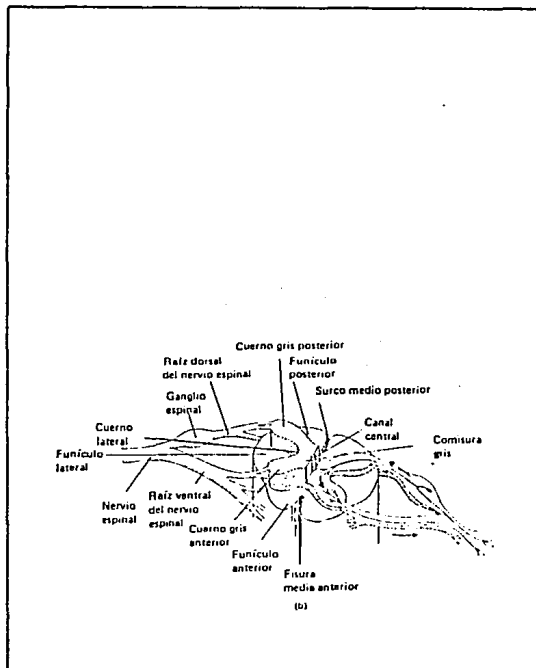 Cuerno gris posterior
Raíz dorsal
del nervio espinal
Funículo
posterior
Ganglio
espinal
Surco medio posterior
Cuerno
lateral
Canal
central
Comisura
gris
Funículo
lateral
Nervio
espinal
Raíz ventral
del nervio
espinal
Cuerno gris
anterior
Funículo
anterior
Fisura
media anterior
(b)